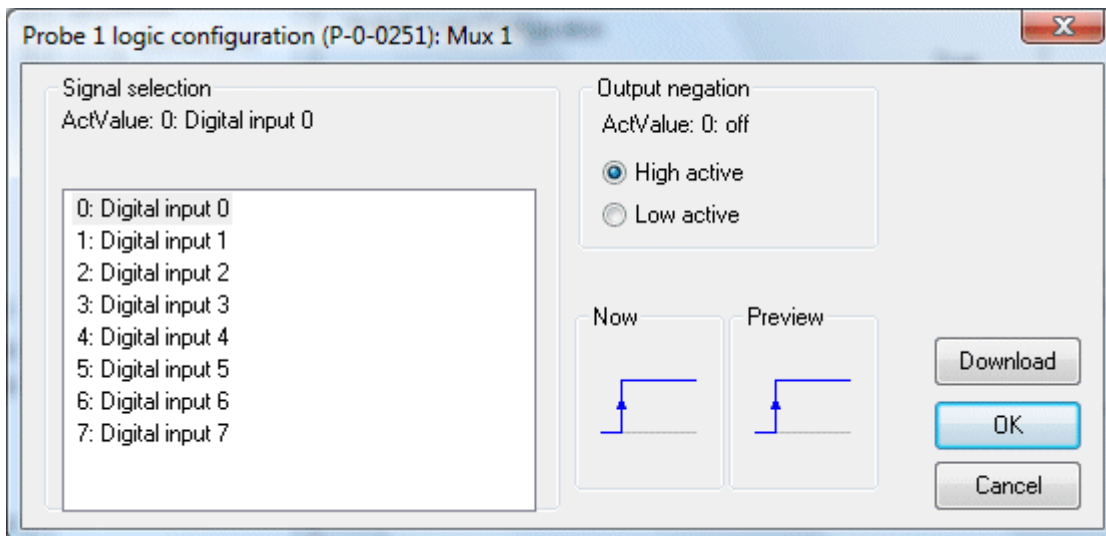 Probe 1 logic configuration (P-0-0251): Mux 1
Signal selection
ActValue: 0: Digital input 0
0: Digital input 0
1: Digital input 1
2: Digital input 2
3: Digital input 3
4: Digital input 4
5: Digital input 5
6: Digital input 6
7: Digital input 7
Output negation
ActValue: 0: off
High active
Low active
Now
Preview
Download
OK
Cancel